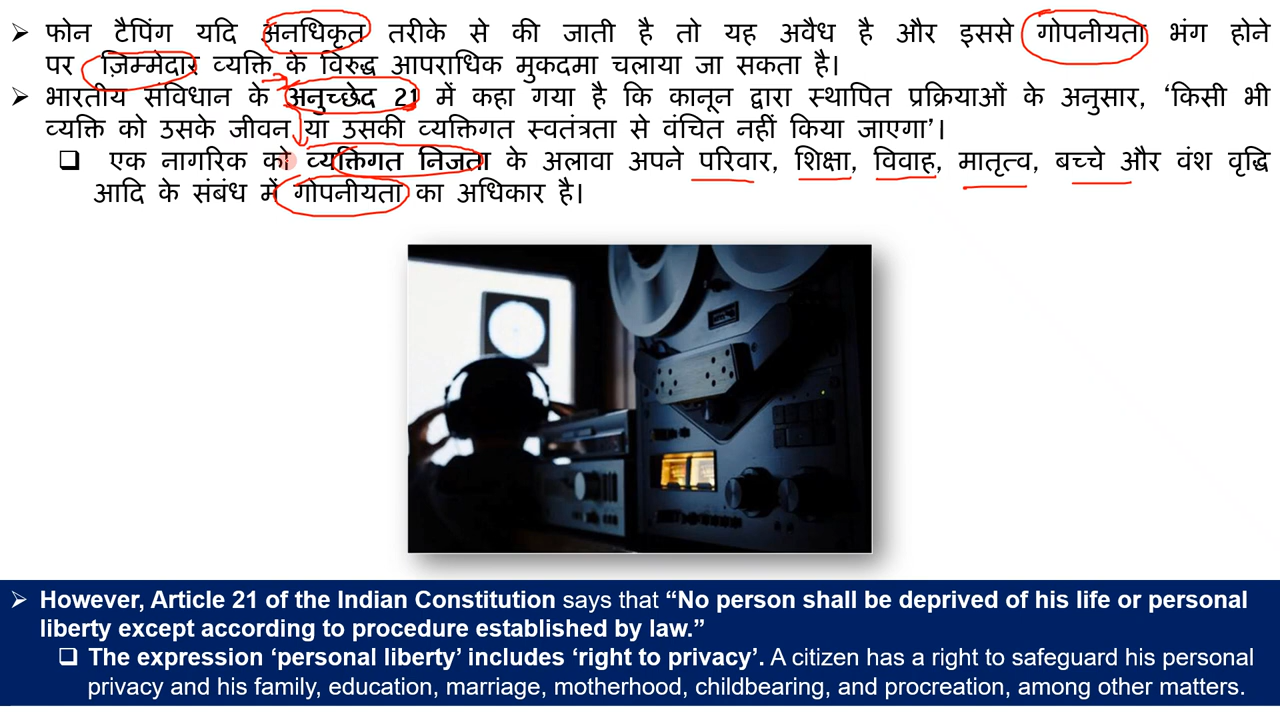 ➢ फोन टैपिंग यदि अनधिकृत तरीके से की जाती है तो यह अवैध है और इससे गोपनीयता भंग होने
पर ज़िम्मेदार व्यक्ति के विरुद्ध आपराधिक मुकदमा चलाया जा सकता है।
➢ भारतीय संविधान के अनुच्छेद 21 में कहा गया है कि कानून द्वारा स्थापित प्रक्रियाओं के अनुसार, ‘किसी भी
व्यक्ति को उसके जीवन या उसकी व्यक्तिगत स्वतंत्रता से वंचित नहीं किया जाएगा’।
❑ एक नागरिक को व्यक्तिगत निजता के अलावा अपने परिवार, शिक्षा, विवाह, मातृत्व, बच्चे और वंश वृद्धि
आदि के संबंध में गोपनीयता का अधिकार है।
➢ However, Article 21 of the Indian Constitution says that “No person shall be deprived of his life or personal
liberty except according to procedure established by law.”
❑ The expression ‘personal liberty’ includes ‘right to privacy’. A citizen has a right to safeguard his personal
privacy and his family, education, marriage, motherhood, childbearing, and procreation, among other matters.